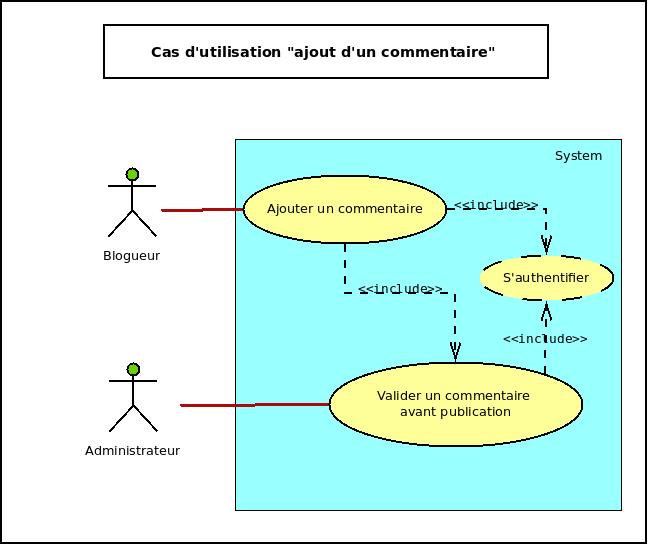 Cas d'utilisation "ajout d'un commentaire"
System
Ajouter un commentaire
<<include>>
Blogueur
S'authentifier
<<include>>
<<include>>
Valider un commentaire
avant publication
Administrateur